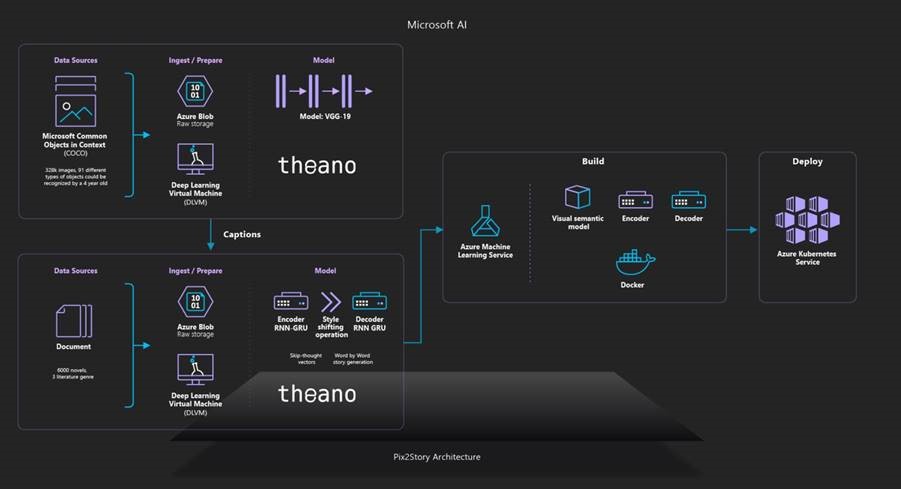 Microsoft AI
Data Sources
Ingest / Prepare
Model
10
01
Azure Blob
Raw storage
Model: VGG-19
Microsoft Common
Objects in Context
(COCO)
328k images, 91 different
types of objects could be
recognized by a 4 year old
Deep Learning
Virtual Machine
(DLVM)
theano
Captions
Data Sources
Ingest / Prepare
Model
10
01
Azure Blob
Raw storage
Encoder
RNN-GRU
Style
shifting
operation
Decoder
RNN GRU
Document
6000 novels,
3 literature genre
Skip-thought
vectors
Word by Word
story generation
Deep Learning
Virtual Machine
(DLVM)
theano
Build
Azure Machine
Learning Service
Visual semantic
model
Encoder
Decoder
Docker
Deploy
Azure Kubernetes
Service
Pix2Story Architecture